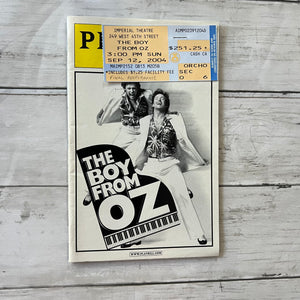 PL
IMPERIAL THEATRE
249 WEST 45TH STREET
THE BOY
FROM OZ
3:00 PM SUN
SEP 12, 2004
$251.25
ORCHO
SEC
O 6
*INCLUDES $1.25 FACILITY FEE
THE
BOY
FROM
OZ
WWW.PLAYBILL.COM